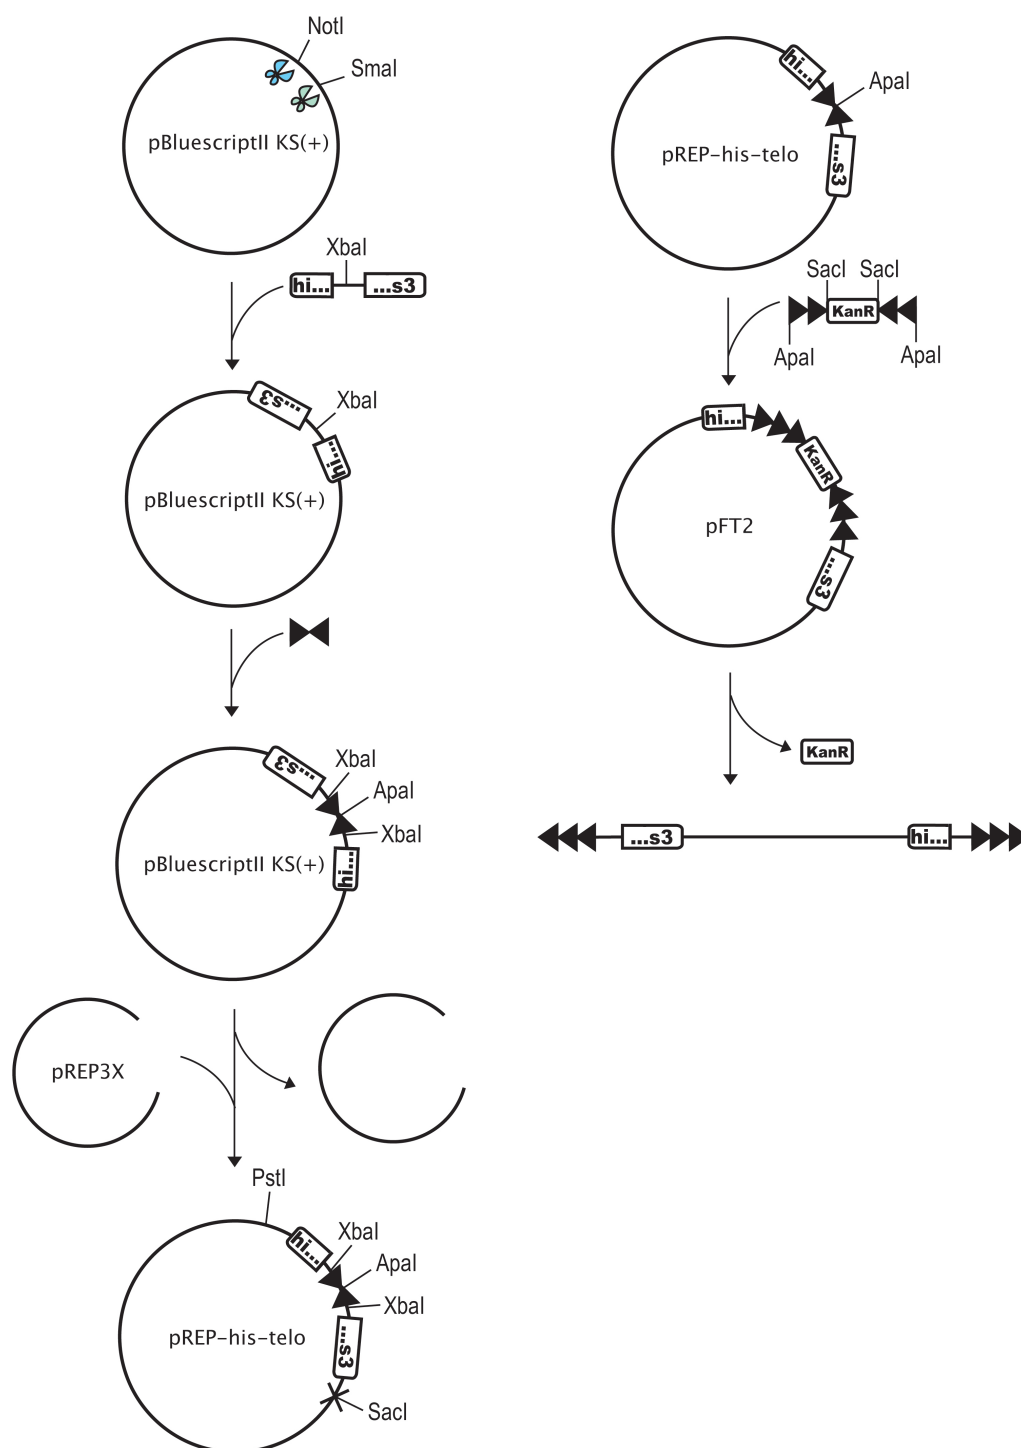 NotI
SmaI
pBluescriptII KS(+)
XbaI
hi... ...s3
...s3
XbaI
hi...
pBluescriptII KS(+)
...s3
XbaI
ApaI
XbaI
pBluescriptII KS(+)
hi...
pREP3X
PstI
hi...
XbaI
ApaI
XbaI
pREP-his-telo
...s3
SacI
hi...
ApaI
pREP-his-telo
...s3
SacI SacI
KanR
ApaI ApaI
hi...
KanR
pFT2
...s3
KanR
...s3 hi...